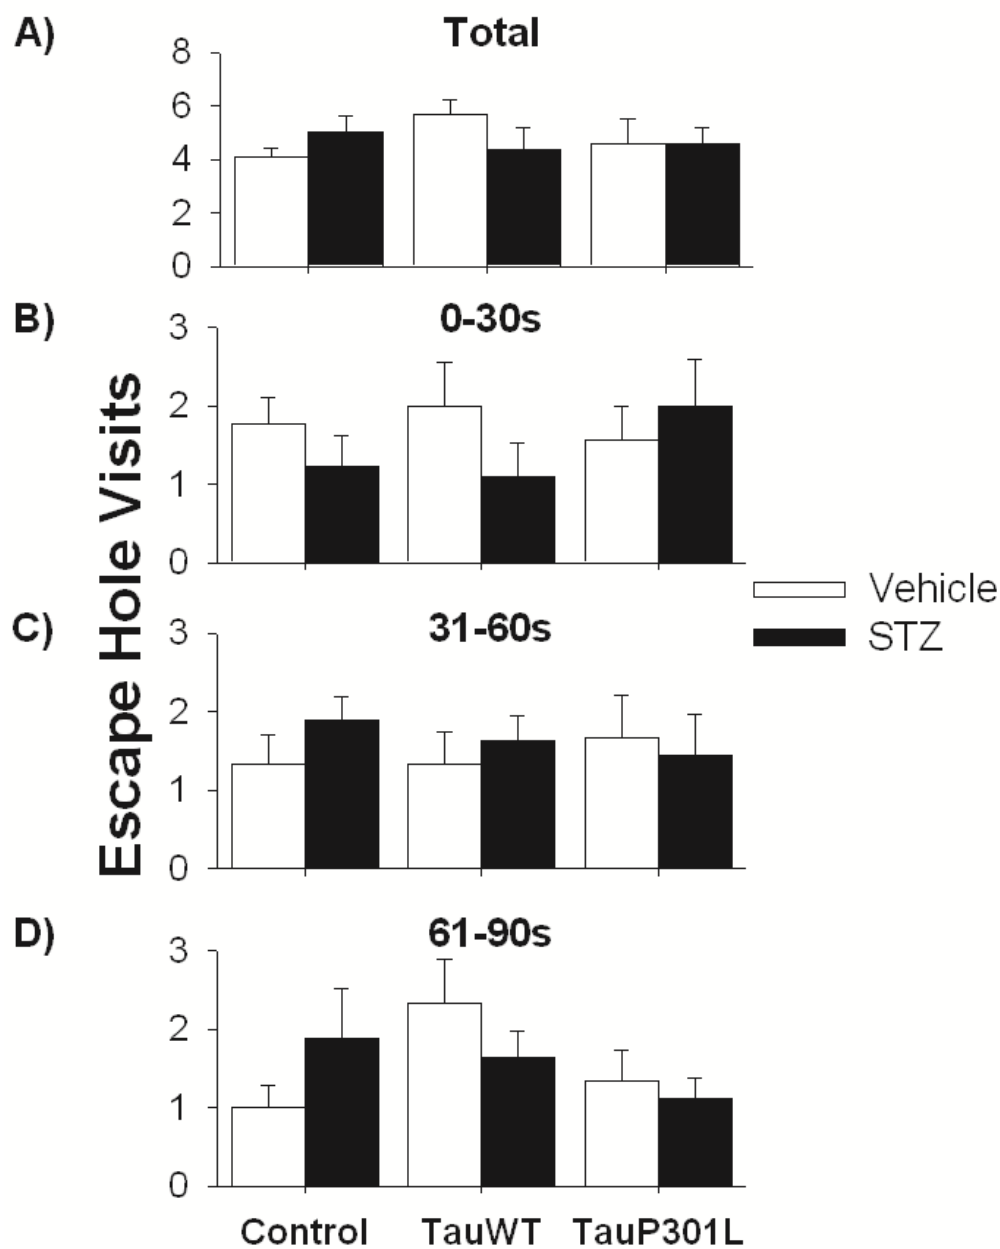 A)
Total
8
6
4
2
0
B)
0-30s
3
2
1
0
Escape Hole Visits
Vehicle
STZ
C)
31-60s
3
2
1
0
D)
61-90s
3
2
1
0
Control TauWT TauP301L